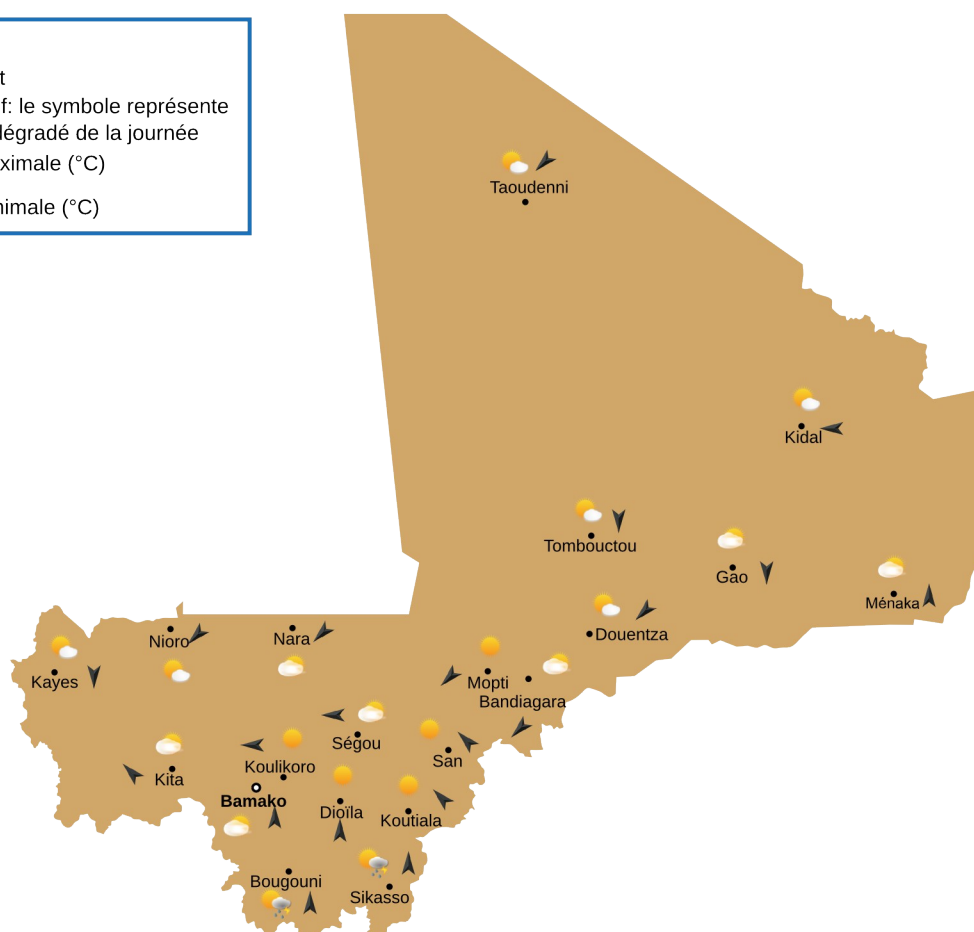 t
f: le symbole représente
dégradé de la journée
ximale (°C)
nimale (°C)
Taoudenni
Kidal
Tombouctou
Gao
Ménaka
Douentza
Nioro
Nara
Kayes
Mopti
Bandiagara
Ségou
San
Kita
Koulikoro
Bamako
Dioïla
Koutiala
Bougouni
Sikasso